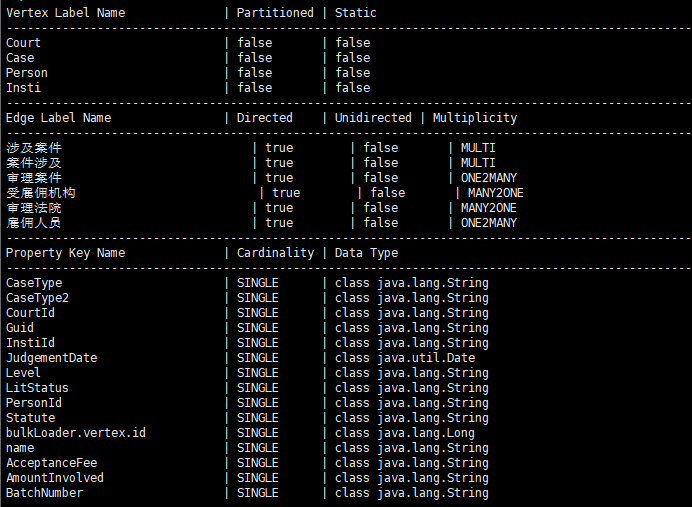 Vertex Label Name | Partitioned | Static
---------------------------------------------------------------------------------------------------
Court | false | false
Case | false | false
Person | false | false
Insti | false | false
---------------------------------------------------------------------------------------------------
Edge Label Name | Directed | Unidirected | Multiplicity
---------------------------------------------------------------------------------------------------
涉及案件 | true | false | MULTI
案件涉及 | true | false | MULTI
审理案件 | true | false | ONE2MANY
受雇佣机构 | true | false | MANY2ONE
审理法院 | true | false | MANY2ONE
雇佣人员 | true | false | ONE2MANY
---------------------------------------------------------------------------------------------------
Property Key Name | Cardinality | Data Type
---------------------------------------------------------------------------------------------------
CaseType | SINGLE | class java.lang.String
CaseType2 | SINGLE | class java.lang.String
CourtId | SINGLE | class java.lang.String
Guid | SINGLE | class java.lang.String
InstiId | SINGLE | class java.lang.String
JudgementDate | SINGLE | class java.util.Date
Level | SINGLE | class java.lang.String
LitStatus | SINGLE | class java.lang.String
PersonId | SINGLE | class java.lang.String
Statute | SINGLE | class java.lang.String
bulkLoader.vertex.id | SINGLE | class java.lang.Long
name | SINGLE | class java.lang.String
AcceptanceFee | SINGLE | class java.lang.String
AmountInvolved | SINGLE | class java.lang.String
BatchNumber | SINGLE | class java.lang.String